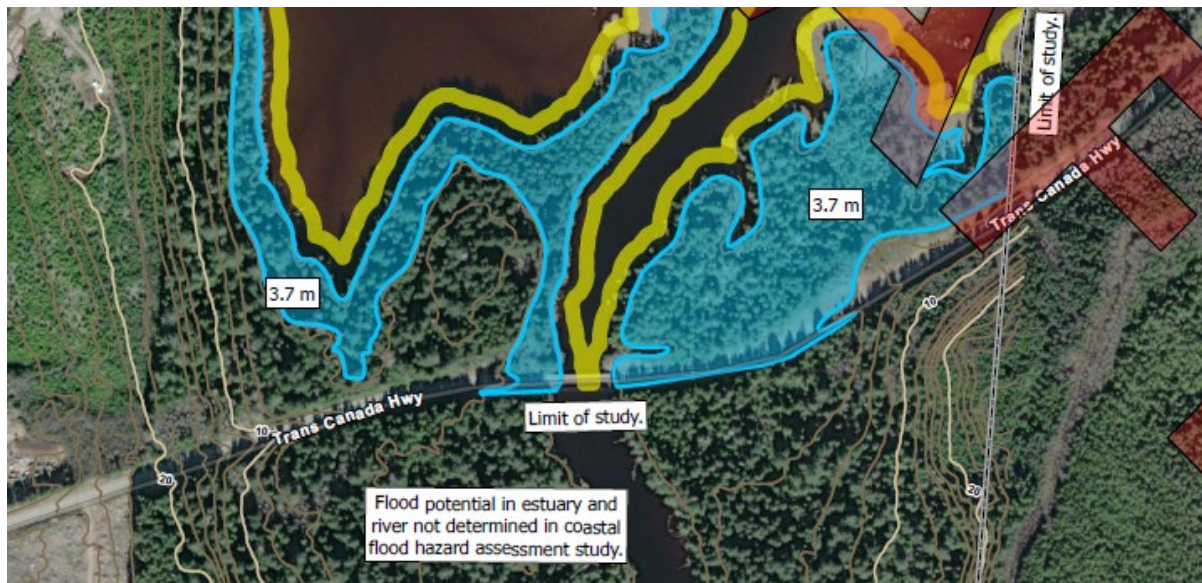 Limit of study.
3.7 m
Trans Canada Hwy
3.7 m
10
10
Trans Canada Hwy
Limit of study.
20
20
Flood potential in estuary and
river not determined in coastal
flood hazard assessment study.